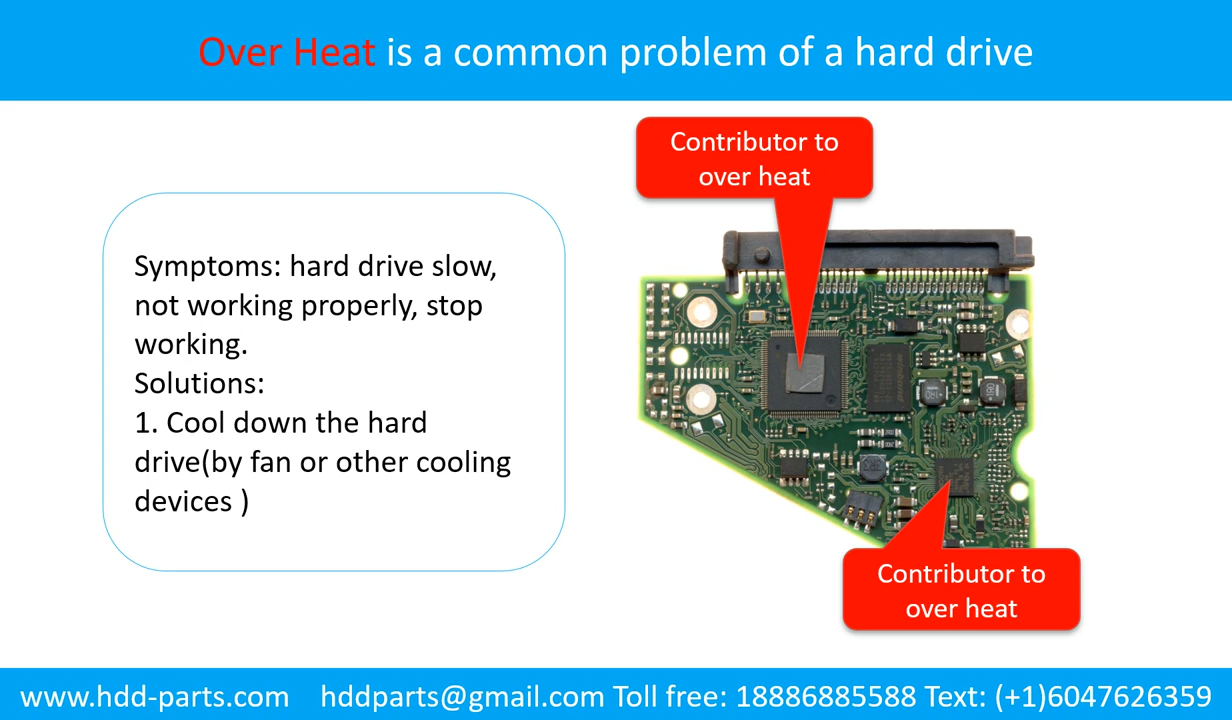 Over Heat is a common problem of a hard drive
Contributor to
over heat
Symptoms: hard drive slow,
not working properly, stop
working.
Solutions:
1. Cool down the hard
drive(by fan or other cooling
devices )
Contributor to
over heat
www.hdd-parts.com hddparts@gmail.com Toll free: 18886885588 Text: (+1)6047626359